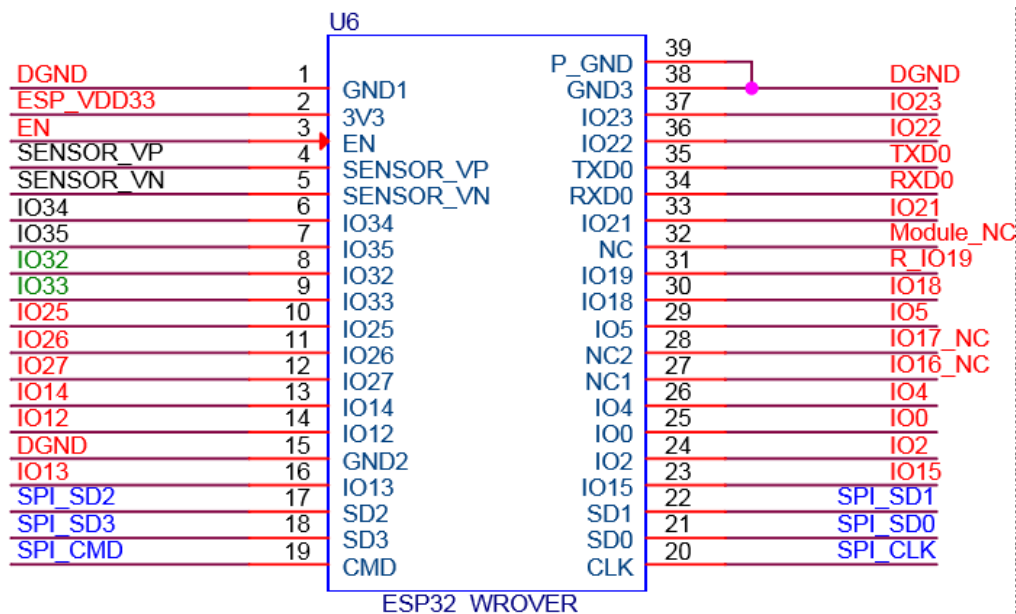 U6
DGND 1 GND1
ESP_VDD33 2 3V3
EN 3 EN
SENSOR_VP 4 SENSOR_VP
SENSOR_VN 5 SENSOR_VN
IO34 6 IO34
IO35 7 IO35
IO32 8 IO32
IO33 9 IO33
IO25 10 IO25
IO26 11 IO26
IO27 12 IO27
IO14 13 IO14
IO12 14 IO12
DGND 15 GND2
IO13 16 IO13
SPI_SD2 17 SD2
SPI_SD3 18 SD3
SPI_CMD 19 CMD
P_GND 39
GND3 38 DGND
IO23 37 IO23
IO22 36 IO22
TXD0 35 TXD0
RXD0 34 RXD0
IO21 33 IO21
NC 32 Module_NC
IO19 31 R_IO19
IO18 30 IO18
IO5 29 IO5
NC2 28 IO17_NC
NC1 27 IO16_NC
IO4 26 IO4
IO0 25 IO0
IO2 24 IO2
IO15 23 IO15
SD1 22 SPI_SD1
SD0 21 SPI_SD0
CLK 20 SPI_CLK
ESP32 WROVER